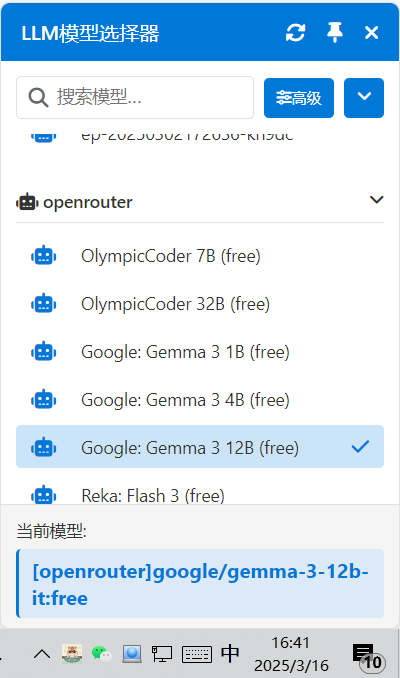 LLM模型选择器
搜索模型...
高级
openrouter
OlympicCoder 7B (free)
OlympicCoder 32B (free)
Google: Gemma 3 1B (free)
Google: Gemma 3 4B (free)
Google: Gemma 3 12B (free)
Reka: Flash 3 (free)
当前模型:
[openrouter]google/gemma-3-12b-
it:free
中
16:41
2025/3/16
10